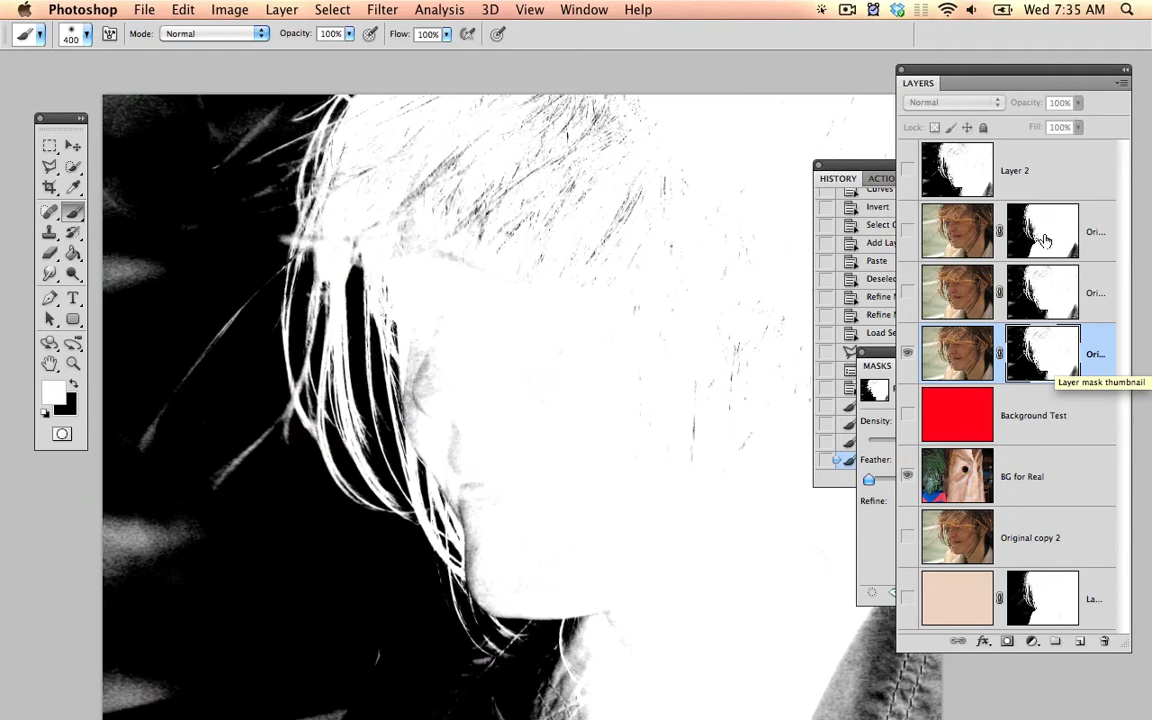 Photoshop File Edit Image Layer Select Filter Analysis 3D View Window Help Wed 7:35 AM
400 Mode: Normal Opacity: 100% Flow: 100%
LAYERS
Normal Opacity: 100%
Lock: Fill: 100%
Layer 2
Ori...
Ori...
Ori...
Layer mask thumbnail
Background Test
BG for Real
Original copy 2
La...
HISTORY ACTIO
Curves
Invert
Select C
Add Lay
Paste
Deselec
Refine M
Refine M
Load Se
MASKS
Density:
Feather:
Refine: